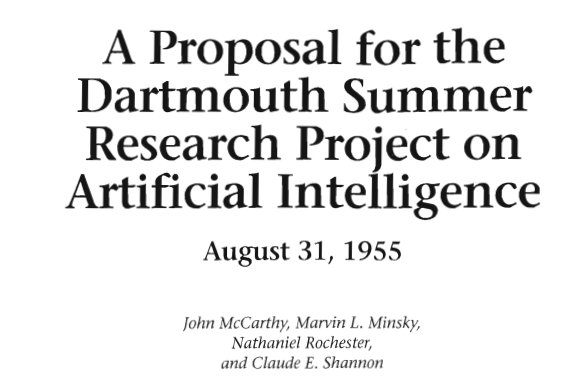 A Proposal for the
Dartmouth Summer
Research Project on
Artificial Intelligence
August 31, 1955
John McCarthy, Marvin L. Minsky,
Nathaniel Rochester,
and Claude E. Shannon